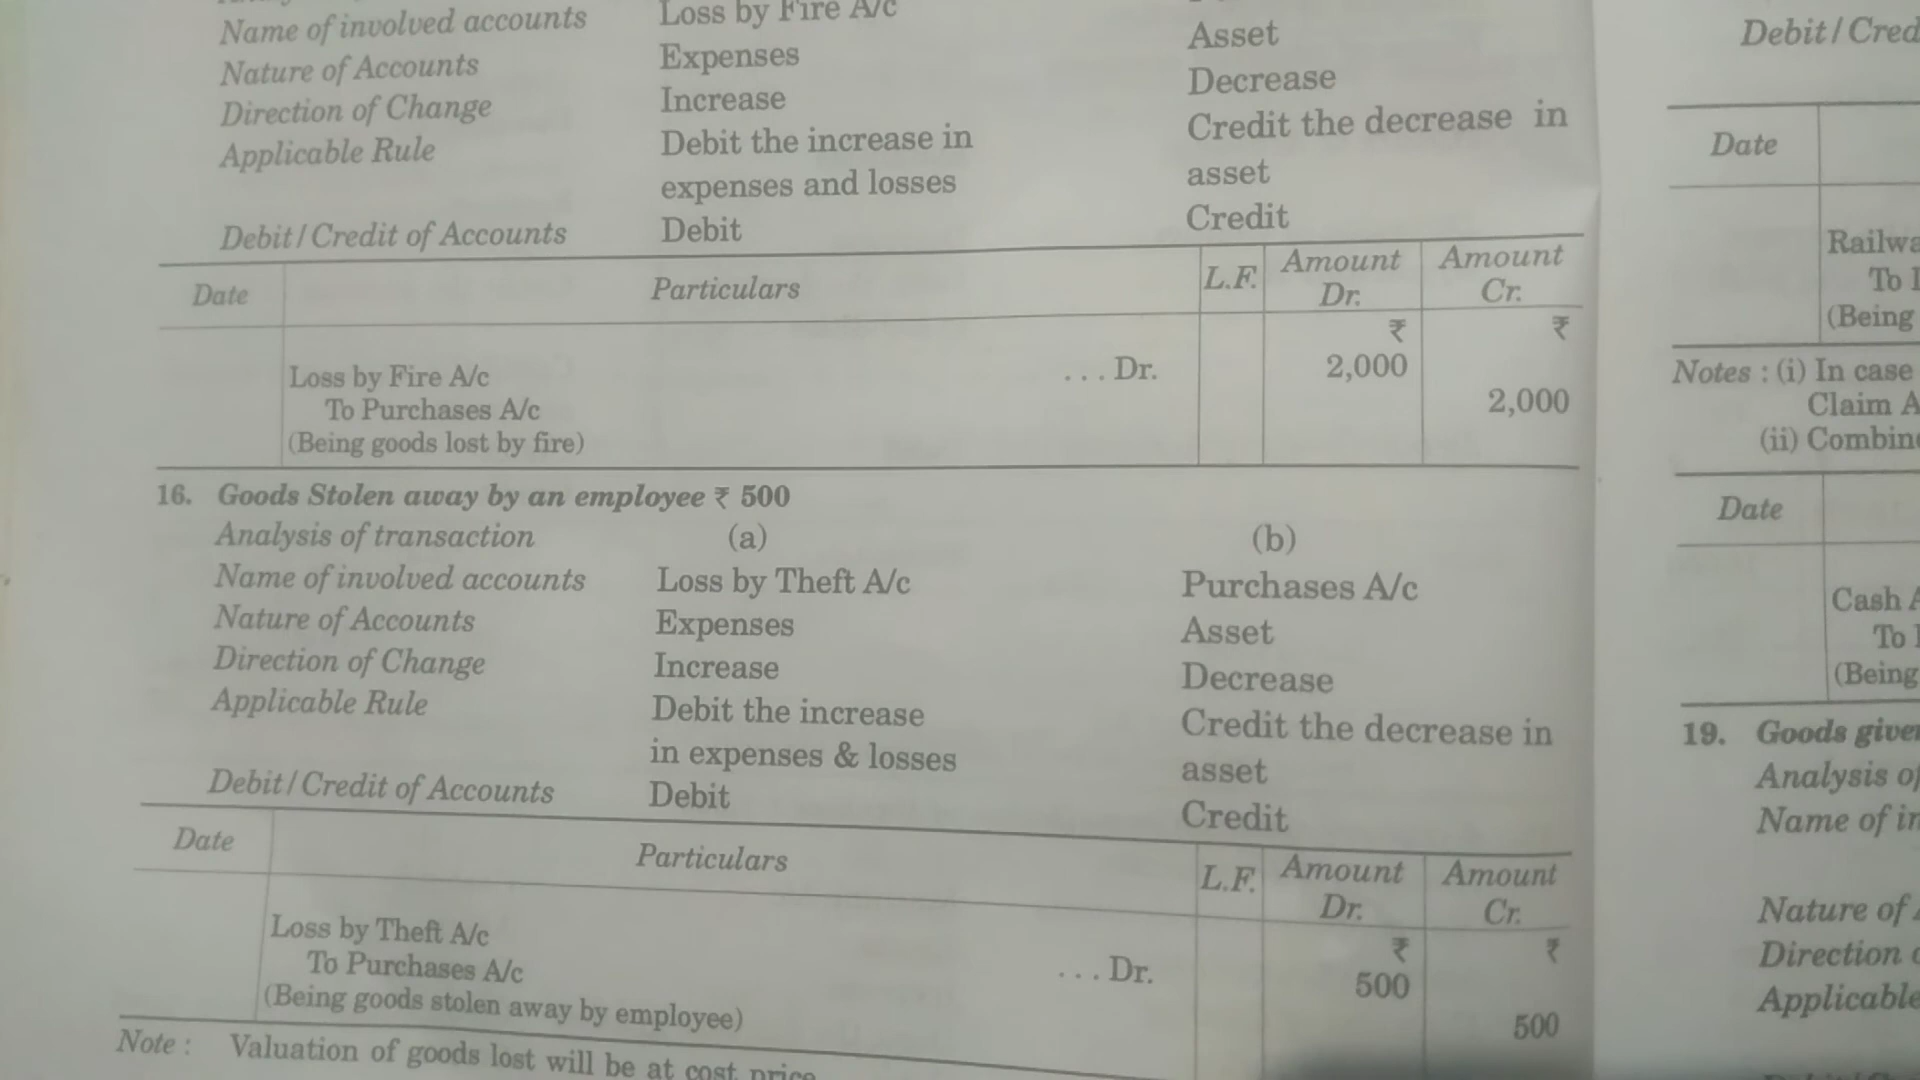 Name of involved accounts Loss by Fire A/c
Nature of Accounts Expenses Asset
Direction of Change Increase Decrease
Applicable Rule Debit the increase in Credit the decrease in
expenses and losses asset
Debit/Credit of Accounts Debit Credit
Date Particulars L.F. Amount Dr. Amount Cr.
₹ ₹
Loss by Fire A/c ... Dr. 2,000
To Purchases A/c 2,000
(Being goods lost by fire)
16. Goods Stolen away by an employee ₹ 500
Analysis of transaction (a) (b)
Name of involved accounts Loss by Theft A/c Purchases A/c
Nature of Accounts Expenses Asset
Direction of Change Increase Decrease
Applicable Rule Debit the increase Credit the decrease in
in expenses & losses asset
Debit/Credit of Accounts Debit Credit
Date Particulars L.F. Amount Dr. Amount Cr.
₹ ₹
Loss by Theft A/c ... Dr. 500
To Purchases A/c 500
(Being goods stolen away by employee)
Note : Valuation of goods lost will be at cost price
Debit/Cred
Date
Railwa
To
(Being
Notes : (i) In case
Claim A
(ii) Combine
Date
Cash A
To
(Being
19. Goods given
Analysis of
Name of in
Nature of
Direction o
Applicable